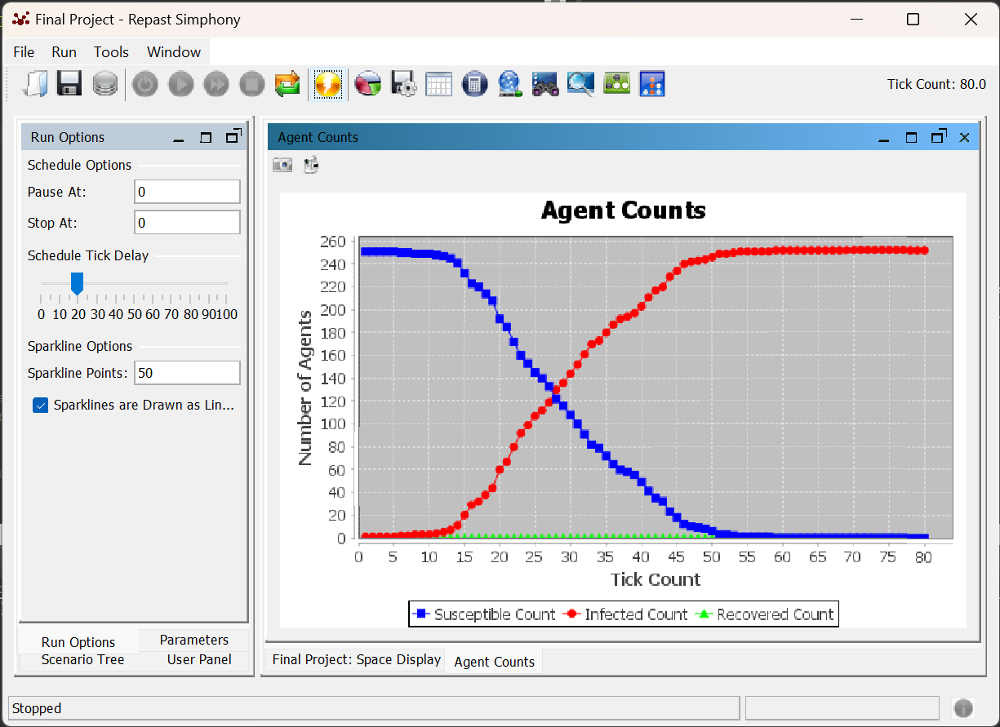 Final Project - Repast Simphony
File Run Tools Window
Tick Count: 80.0
Run Options
Schedule Options
Pause At: 0
Stop At: 0
Schedule Tick Delay
0 10 20 30 40 50 60 70 80 90100
Sparkline Options
Sparkline Points: 50
Sparklines are Drawn as Lin...
Run Options Parameters
Scenario Tree User Panel
Agent Counts
Agent Counts
260
240
220
200
180
160
140
120
100
80
60
40
20
0
Number of Agents
0 5 10 15 20 25 30 35 40 45 50 55 60 65 70 75 80
Tick Count
Susceptible Count Infected Count Recovered Count
Final Project: Space Display Agent Counts
Stopped